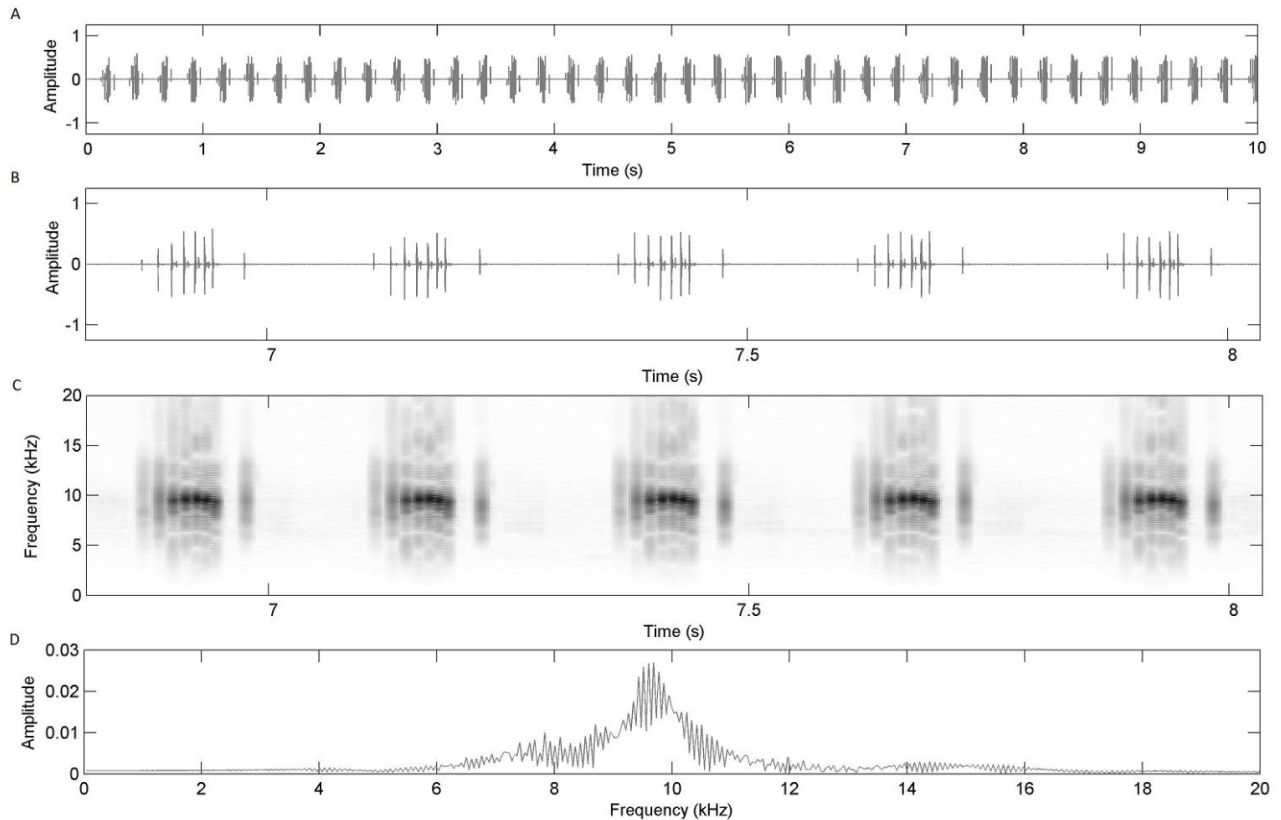 A
Amplitude
1
0
-1
0 1 2 3 4 5 6 7 8 9 10
Time (s)
B
Amplitude
1
0
-1
7 7.5 8
Time (s)
C
Frequency (kHz)
20
15
10
5
0
7 7.5 8
Time (s)
D
Amplitude
0.03
0.02
0.01
0
0 2 4 6 8 10 12 14 16 18 20
Frequency (kHz)